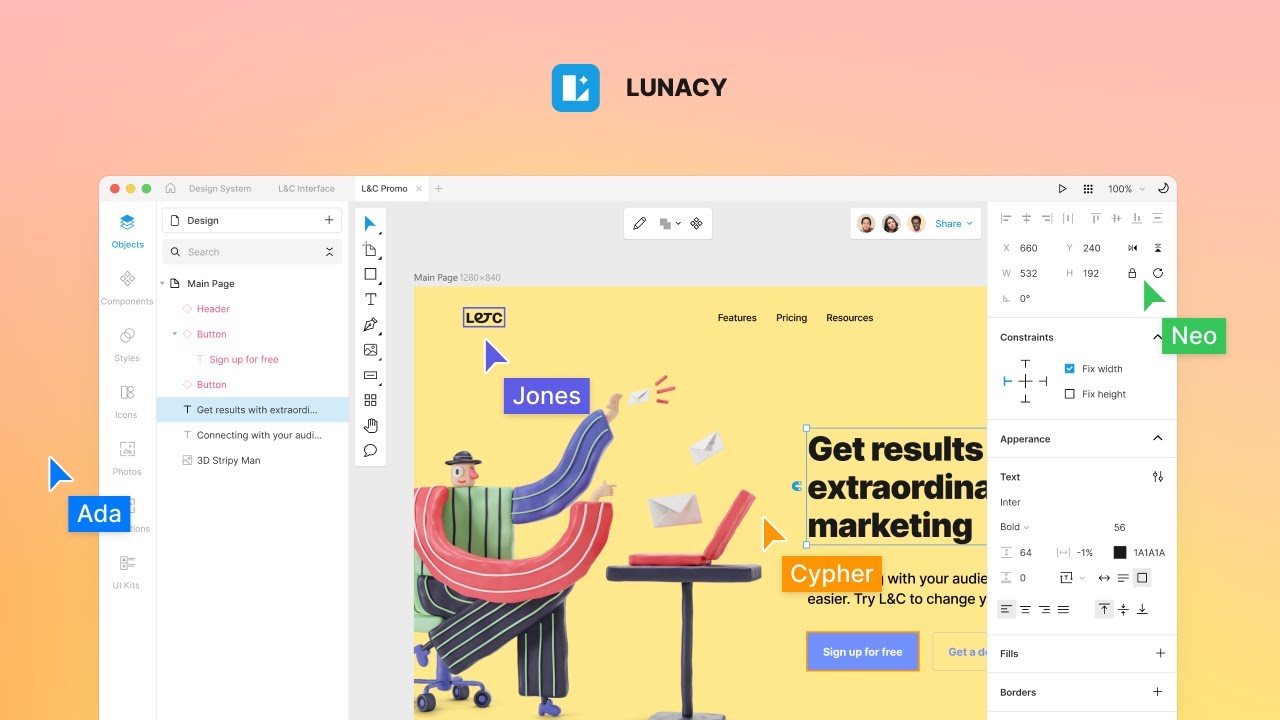 LUNACY
Design System
L&C Interface
L&C Promo
100%
Objects
Components
Styles
Icons
Photos
UI Kits
Design
Search
Main Page
Header
Button
Sign up for free
Button
Get results with extraordi...
Connecting with your audi...
3D Stripy Man
Share
Main Page 1280×840
L&C
Features
Pricing
Resources
Get results
extraordina
marketing
g with your audie
easier. Try L&C to change y
Sign up for free
Get a de
Ada
Jones
Cypher
Neo
X 660
Y 240
W 532
H 192
0°
Constraints
Fix width
Fix height
Apperance
Text
Inter
Bold
56
64
-1%
1A1A1A
0
Fills
Borders